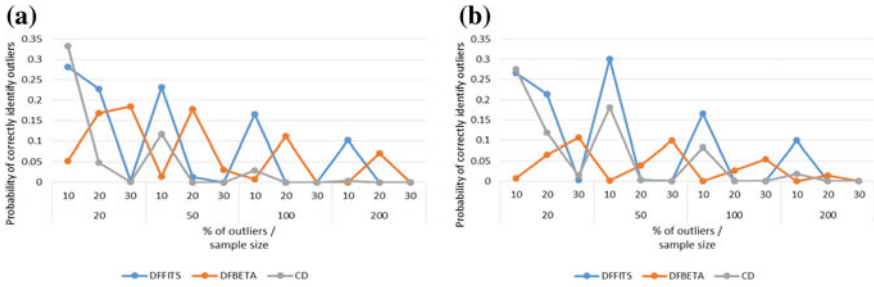 (a)
Probability of correctly identify outliers
0.35
0.3
0.25
0.2
0.15
0.1
0.05
0
10 20 30 10 20 30 10 20 30 10 20 30
20 50 100 200
% of outliers /
sample size
DFFITS DFBETA CD
(b)
Probability of correctly identify outliers
0.35
0.3
0.25
0.2
0.15
0.1
0.05
0
10 20 30 10 20 30 10 20 30 10 20 30
20 50 100 200
% of outliers /
sample size
DFFITS DFBETA CD